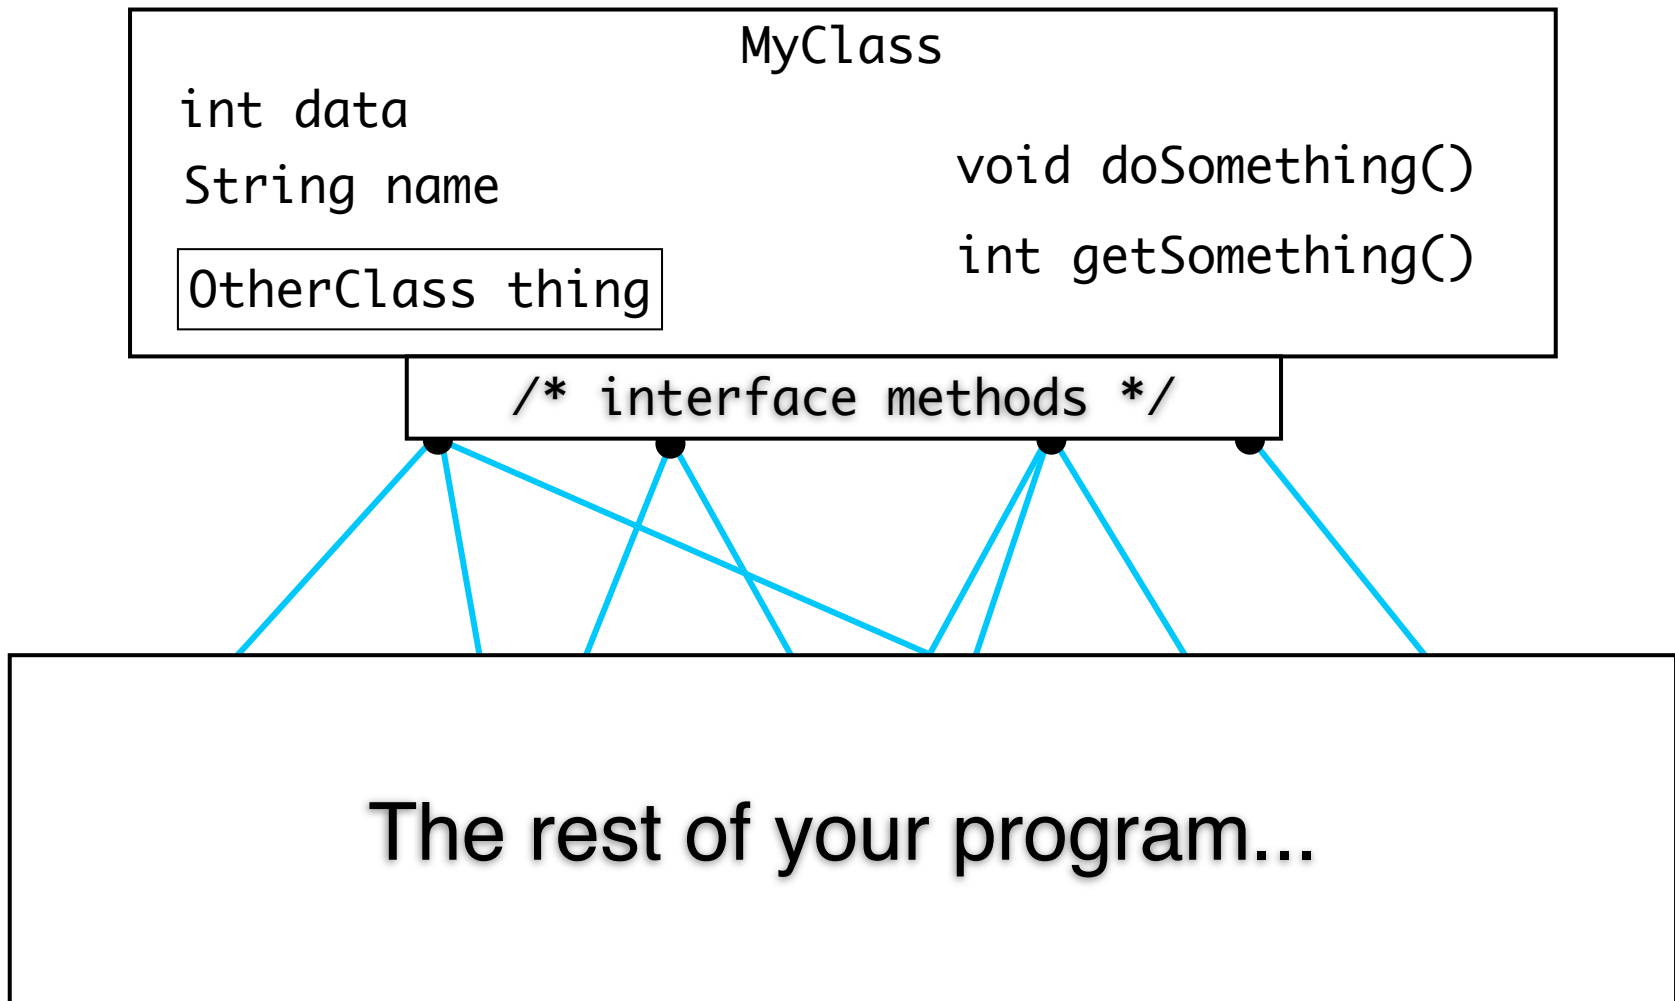 MyClass
int data
String name
OtherClass thing
void doSomething()
int getSomething()
/* interface methods */
The rest of your program...